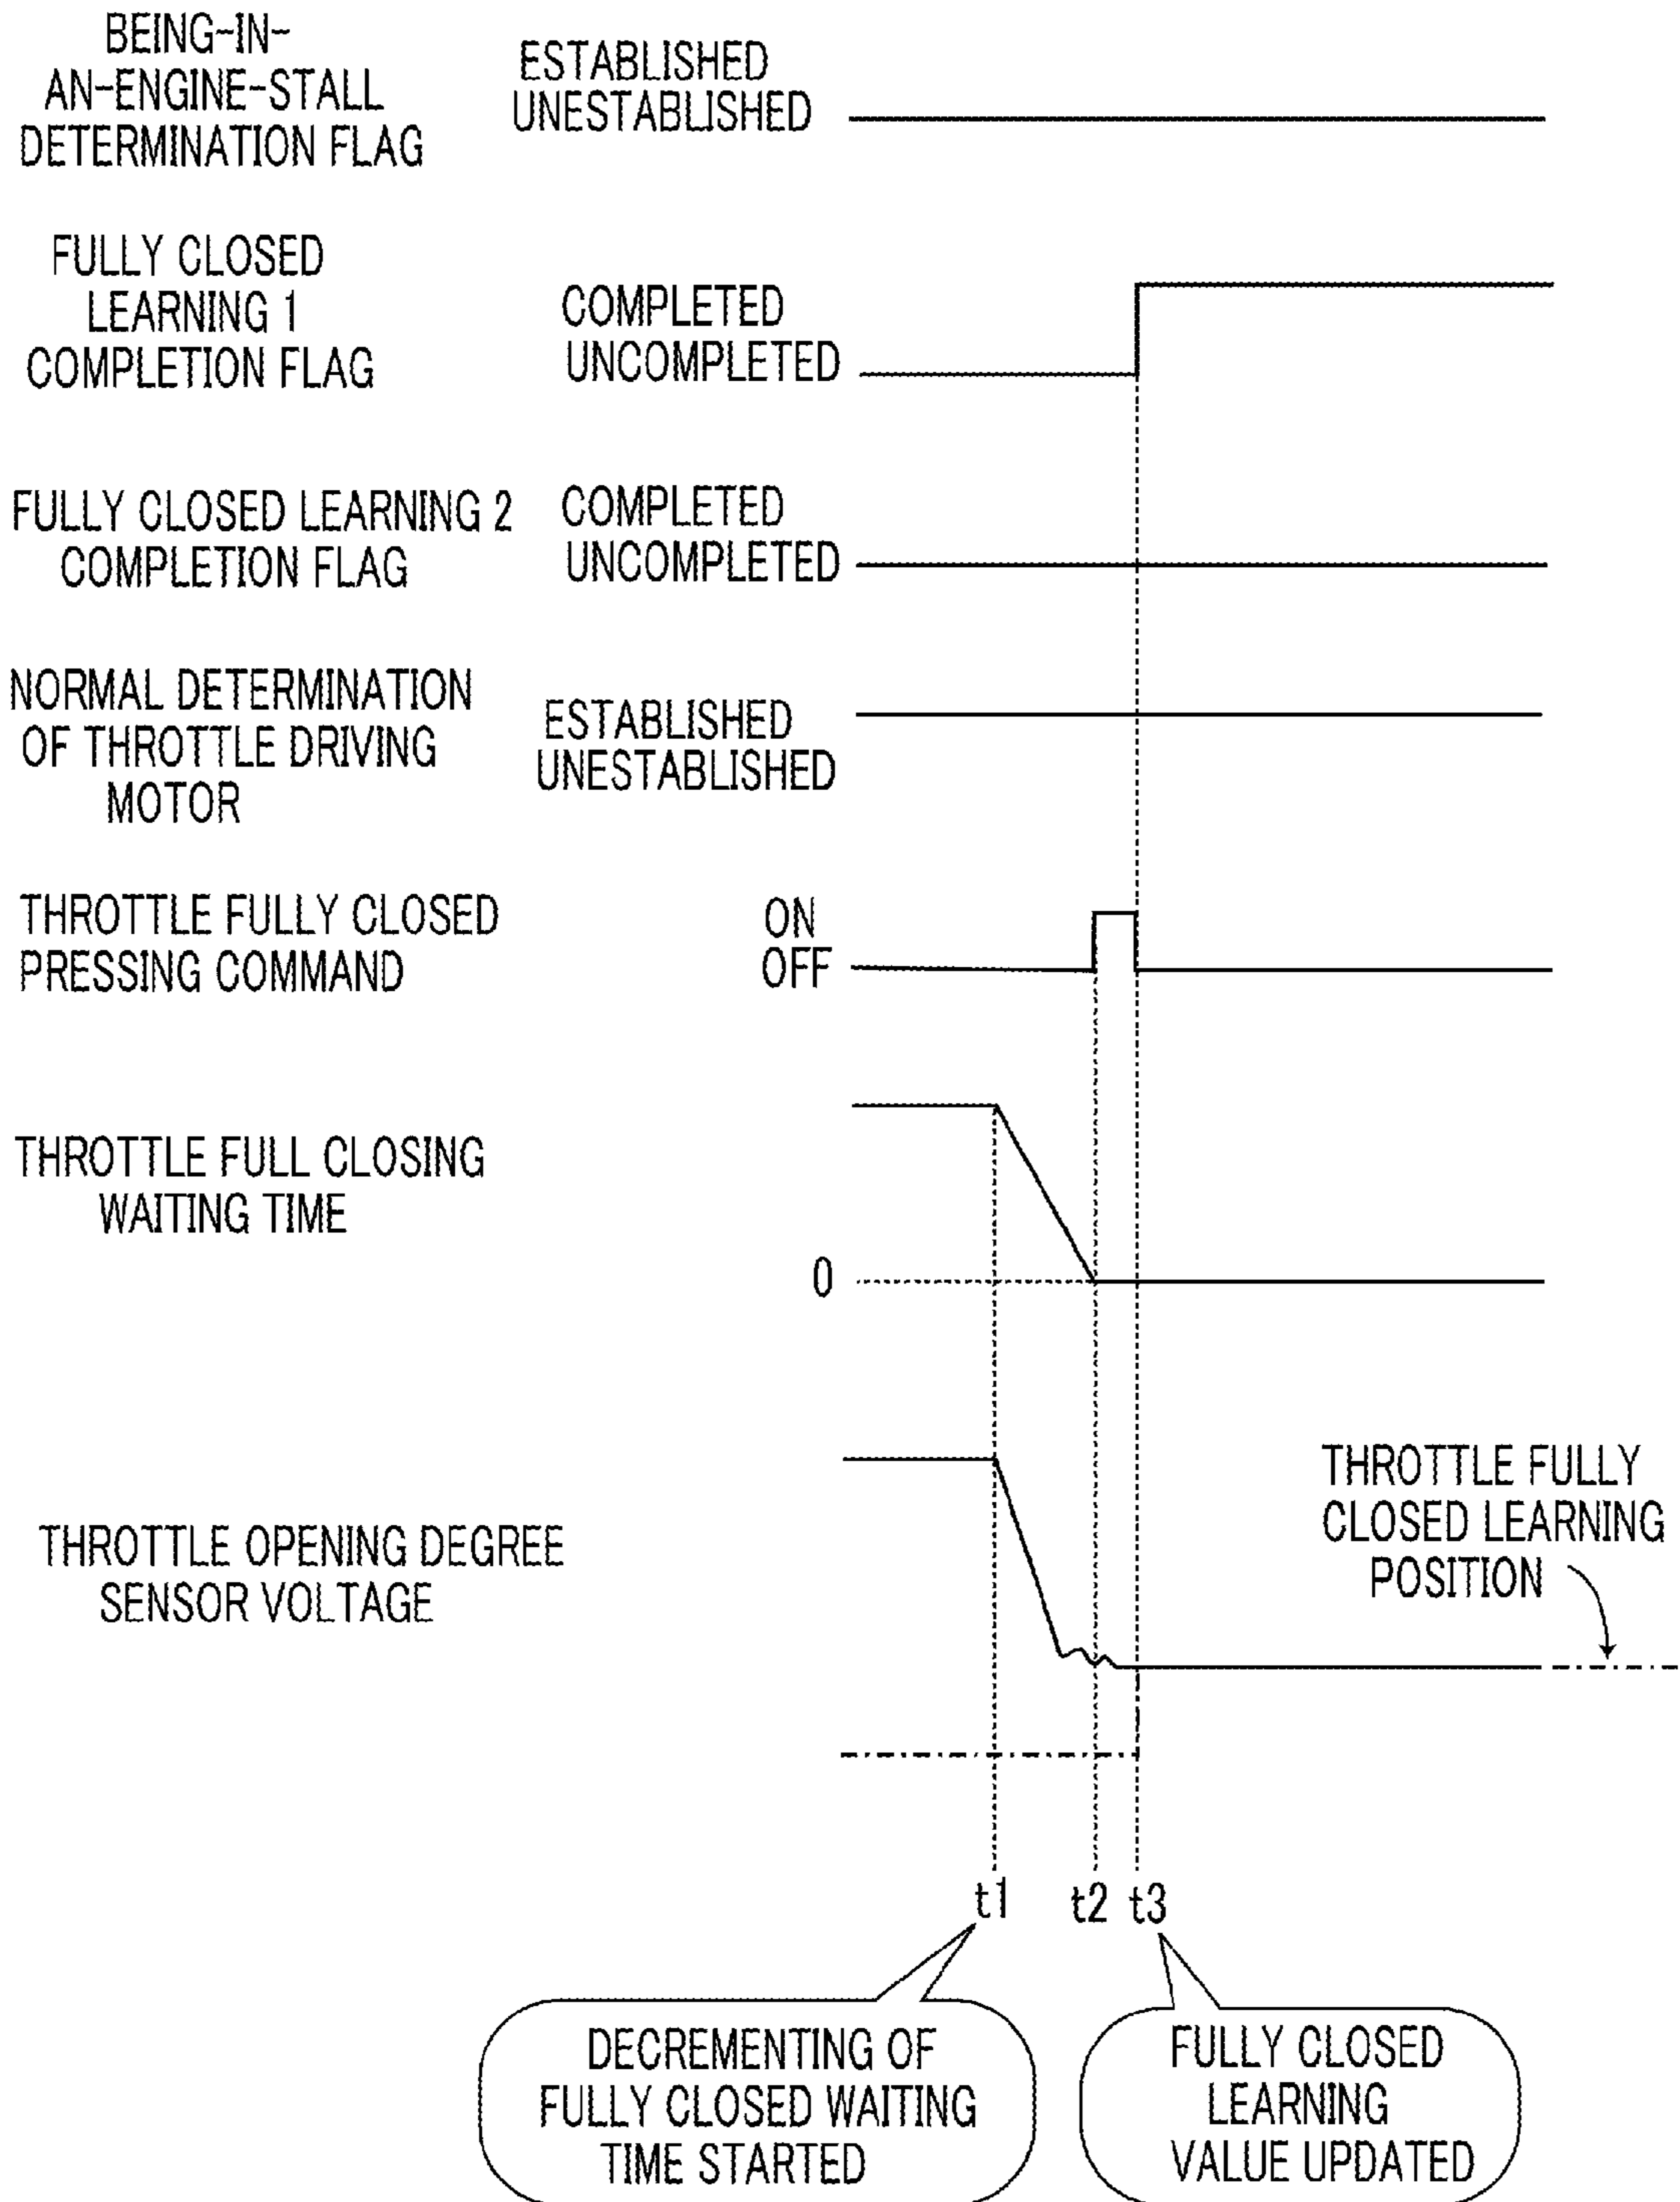 BEING-IN-
AN-ENGINE-STALL
DETERMINATION FLAG
ESTABLISHED
UNESTABLISHED
FULLY CLOSED
LEARNING 1
COMPLETION FLAG
COMPLETED
UNCOMPLETED
FULLY CLOSED LEARNING 2
COMPLETION FLAG
COMPLETED
UNCOMPLETED
NORMAL DETERMINATION
OF THROTTLE DRIVING
MOTOR
ESTABLISHED
UNESTABLISHED
THROTTLE FULLY CLOSED
PRESSING COMMAND
ON
OFF
THROTTLE FULL CLOSING
WAITING TIME
0
THROTTLE OPENING DEGREE
SENSOR VOLTAGE
THROTTLE FULLY
CLOSED LEARNING
POSITION
t1 t2 t3
DECREMENTING OF
FULLY CLOSED WAITING
TIME STARTED
FULLY CLOSED
LEARNING
VALUE UPDATED